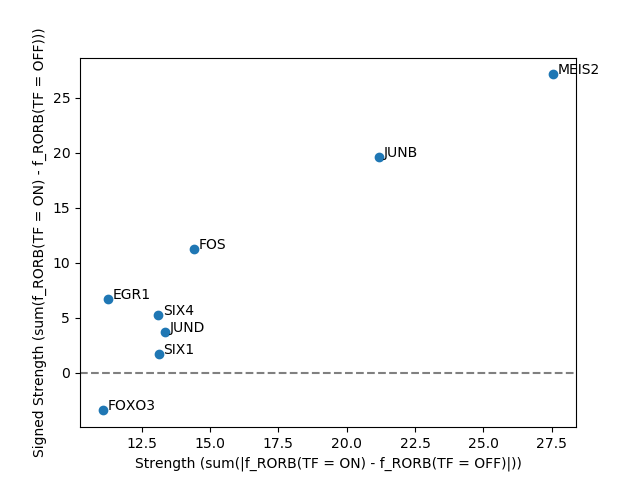 MEIS2
JUNB
FOS
EGR1
SIX4
JUND
SIX1
FOXO3
25
20
15
10
5
0
12.5 15.0 17.5 20.0 22.5 25.0 27.5
Strength (sum(|f_RORB(TF = ON) - f_RORB(TF = OFF)|))
Signed Strength (sum(f_RORB(TF = ON) - f_RORB(TF = OFF)))